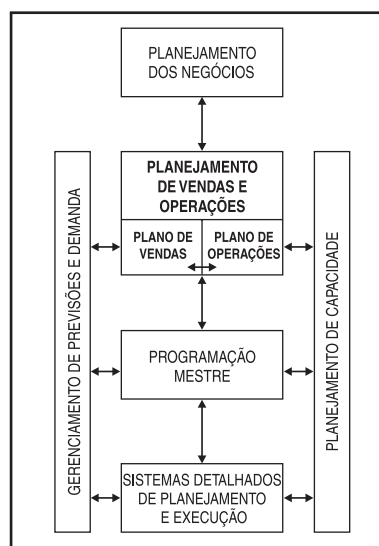 PLANEJAMENTO
DOS NEGÓCIOS
PLANEJAMENTO
DE VENDAS E
OPERAÇÕES
PLANO DE
VENDAS
PLANO DE
OPERAÇÕES
GERENCIAMENTO DE PREVISÕES E DEMANDA
PLANEJAMENTO DE CAPACIDADE
PROGRAMAÇÃO
MESTRE
SISTEMAS DETALHADOS
DE PLANEJAMENTO
E EXECUÇÃO